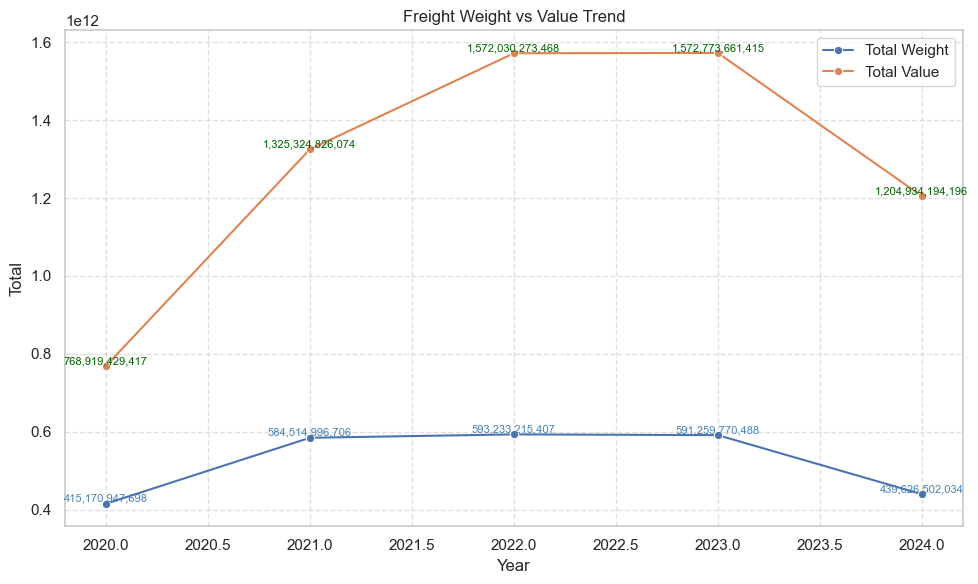 Freight Weight vs Value Trend
1e12
1.6
1.4
1.2
1.0
0.8
0.6
0.4
Total
1,572,030,273,468
1,572,773,661,415
1,325,324,826,074
1,204,934,194,196
768,919,429,417
584,514,996,706
593,233,215,407
591,259,770,488
415,170,947,698
439,626,502,034
Total Weight
Total Value
2020.0 2020.5 2021.0 2021.5 2022.0 2022.5 2023.0 2023.5 2024.0
Year